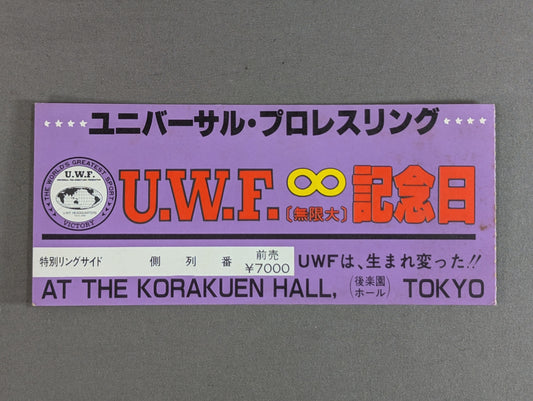 ★★★★ユニバーサル・プロレスリング★★★★
THE WORLD'S GREATEST SPORT
U.W.F.
VICTORY
U.W.F. ∞ 〔無限大〕 記念日
特別リングサイド 側 列 番 前売 ¥7000
UWFは、生まれ変った!!
AT THE KORAKUEN HALL, (後楽園ホール) TOKYO